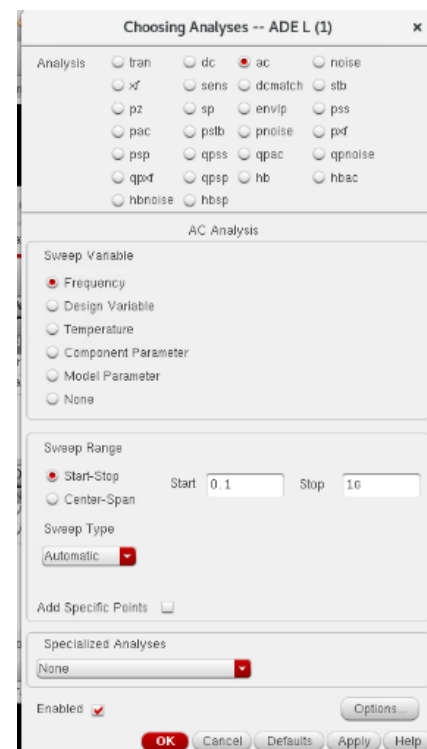 Choosing Analyses -- ADE L (1) ×
Analysis tran dc ac noise
xf sens dcmatch stb
pz sp envlp pss
pac pstb pnoise pxf
psp qpss qpac qpnoise
qpxf qpsp hb hbac
hbnoise hbsp
AC Analysis
Sweep Variable
Frequency
Design Variable
Temperature
Component Parameter
Model Parameter
None
Sweep Range
Start-Stop Start 0.1 Stop
Center-Span
Sweep Type
Automatic
Add Specific Points
Specialized Analyses
None
Enabled Options...
OK Cancel Defaults Apply Help